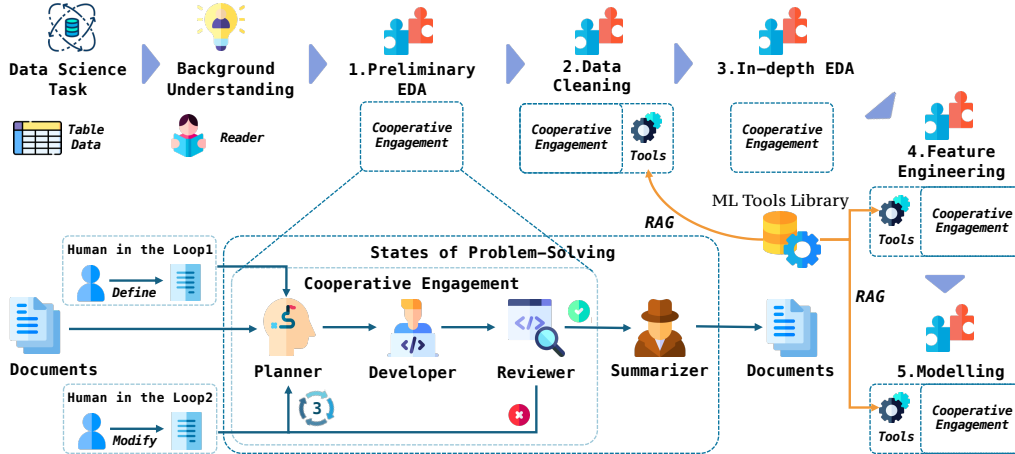 Data Science
Task
Background
Understanding
1.Preliminary
EDA
2.Data
Cleaning
3.In-depth EDA
Table
Data
Reader
Cooperative
Engagement
Cooperative
Engagement
Tools
Cooperative
Engagement
4.Feature
Engineering
Tools
Cooperative
Engagement
ML Tools Library
RAG
RAG
Human in the Loop1
Define
States of Problem-Solving
Cooperative Engagement
</>
</>
Documents
Planner
Developer
Reviewer
Summarizer
Documents
5.Modelling
Human in the Loop2
Modify
3
Tools
Cooperative
Engagement